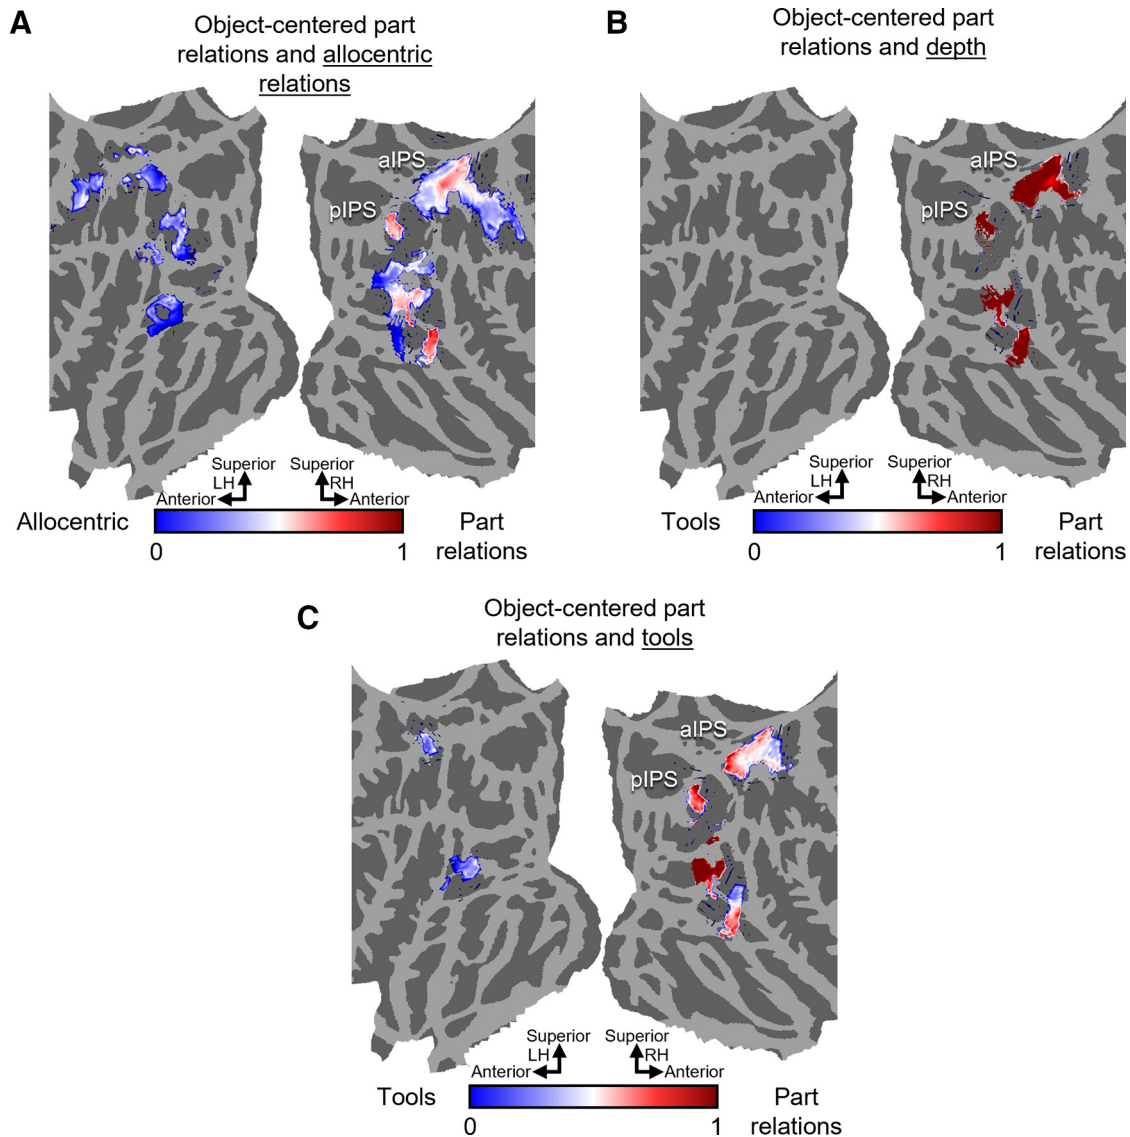 A
Object-centered part
relations and allocentric
relations
aIPS
pIPS
Superior
LH
Anterior
Superior
RH
Anterior
Allocentric
0
1
Part
relations
B
Object-centered part
relations and depth
aIPS
pIPS
Superior
LH
Anterior
Superior
RH
Anterior
Tools
0
1
Part
relations
C
Object-centered part
relations and tools
aIPS
pIPS
Superior
LH
Anterior
Superior
RH
Anterior
Tools
0
1
Part
relations